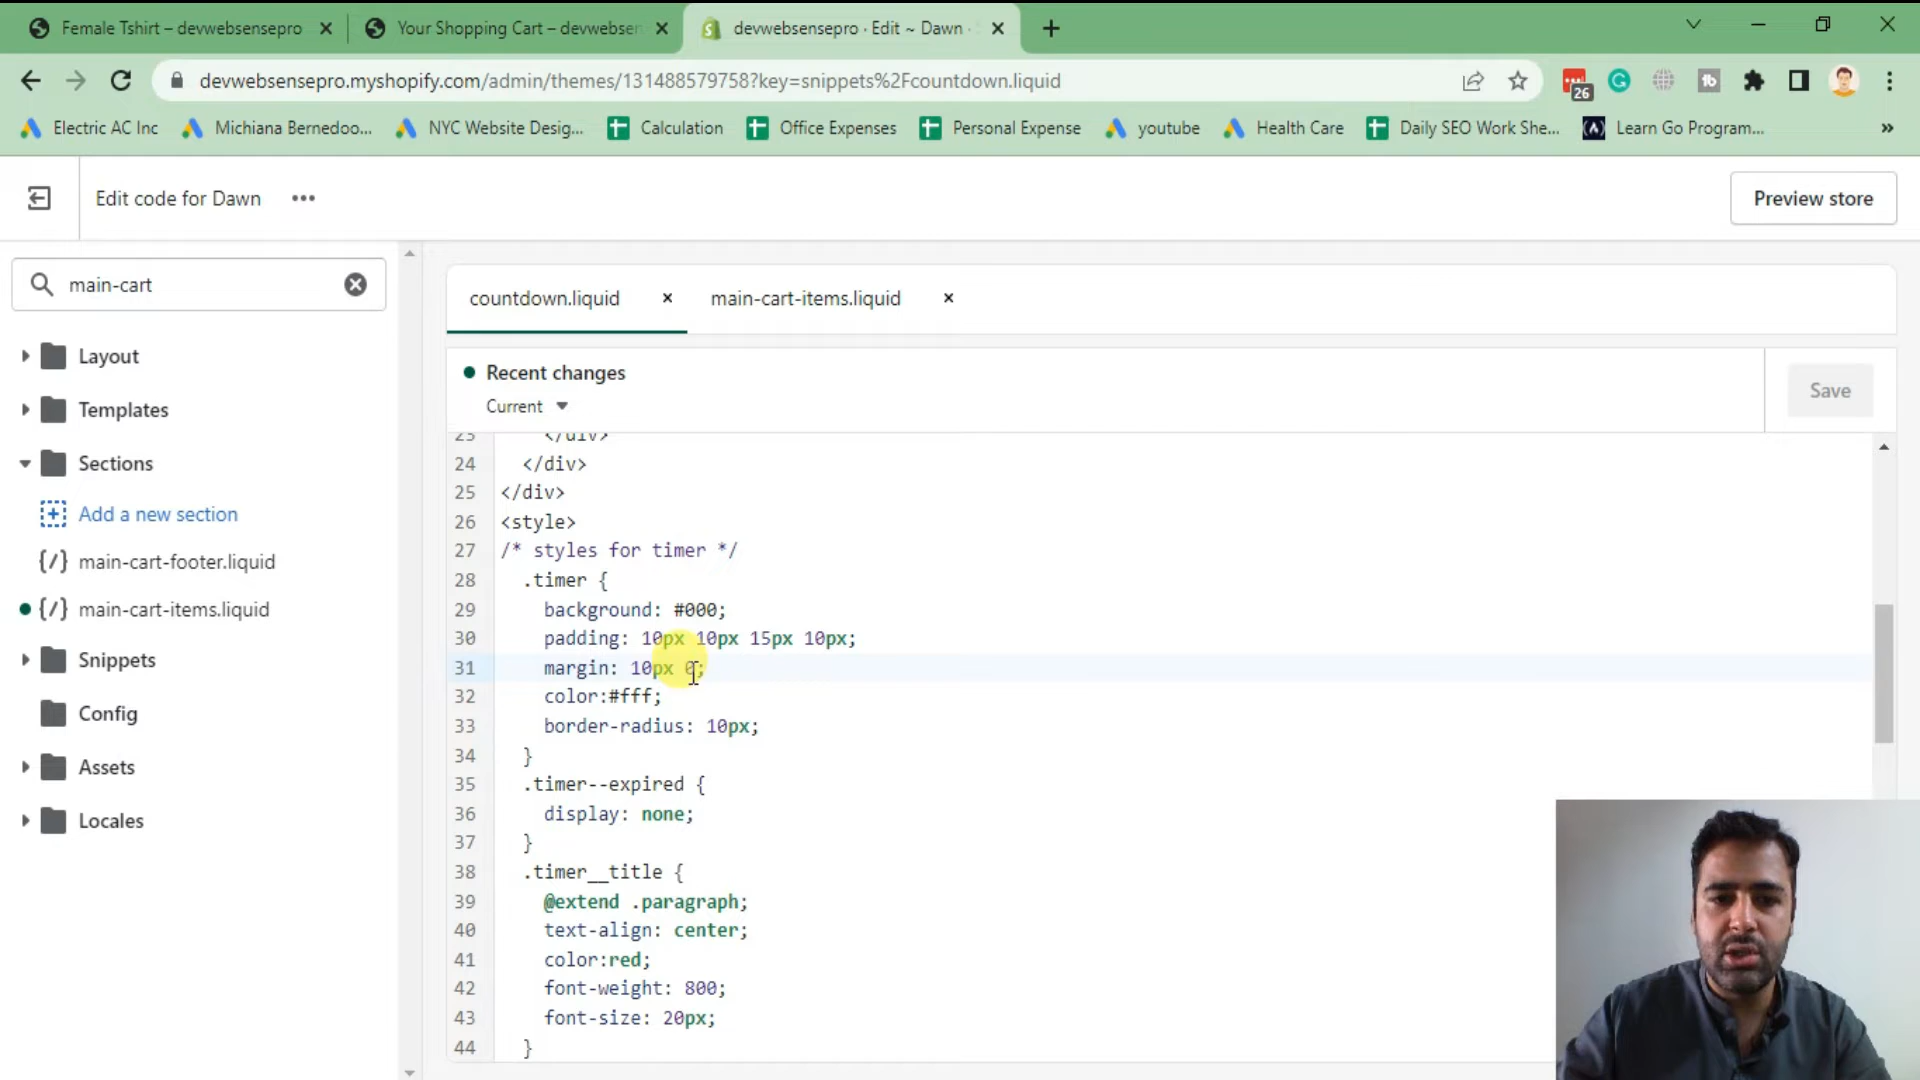 Female Tshirt – devwebsensepro
Your Shopping Cart – devwebsen
devwebsensepro · Edit ~ Dawn ·
devwebsensepro.myshopify.com/admin/themes/131488579758?key=snippets%2Fcountdown.liquid
26
tb
Electric AC Inc
Michiana Bernedoo...
NYC Website Desig...
Calculation
Office Expenses
Personal Expense
youtube
Health Care
Daily SEO Work She...
Learn Go Program...
»
Edit code for Dawn
Preview store
main-cart
Layout
Templates
Sections
Add a new section
{/} main-cart-footer.liquid
{/} main-cart-items.liquid
Snippets
Config
Assets
Locales
countdown.liquid
main-cart-items.liquid
Recent changes
Current
Save
23 </div>
24 </div>
25 </div>
26 <style>
27 /* styles for timer */
28 .timer {
29 background: #000;
30 padding: 10px 10px 15px 10px;
31 margin: 10px 0;
32 color:#fff;
33 border-radius: 10px;
34 }
35 .timer--expired {
36 display: none;
37 }
38 .timer__title {
39 @extend .paragraph;
40 text-align: center;
41 color:red;
42 font-weight: 800;
43 font-size: 20px;
44 }